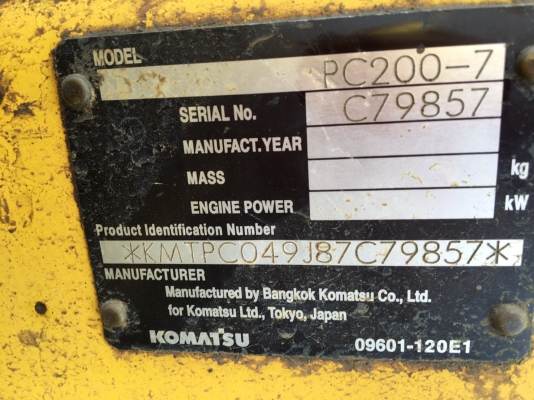 MODEL PC200-7
SERIAL No. C79857
MANUFACT.YEAR
MASS kg
ENGINE POWER kW
Product Identification Number
*KMTPC049J87C79857*
MANUFACTURER
Manufactured by Bangkok Komatsu Co., Ltd.
for Komatsu Ltd., Tokyo, Japan
KOMATSU 09601-120E1